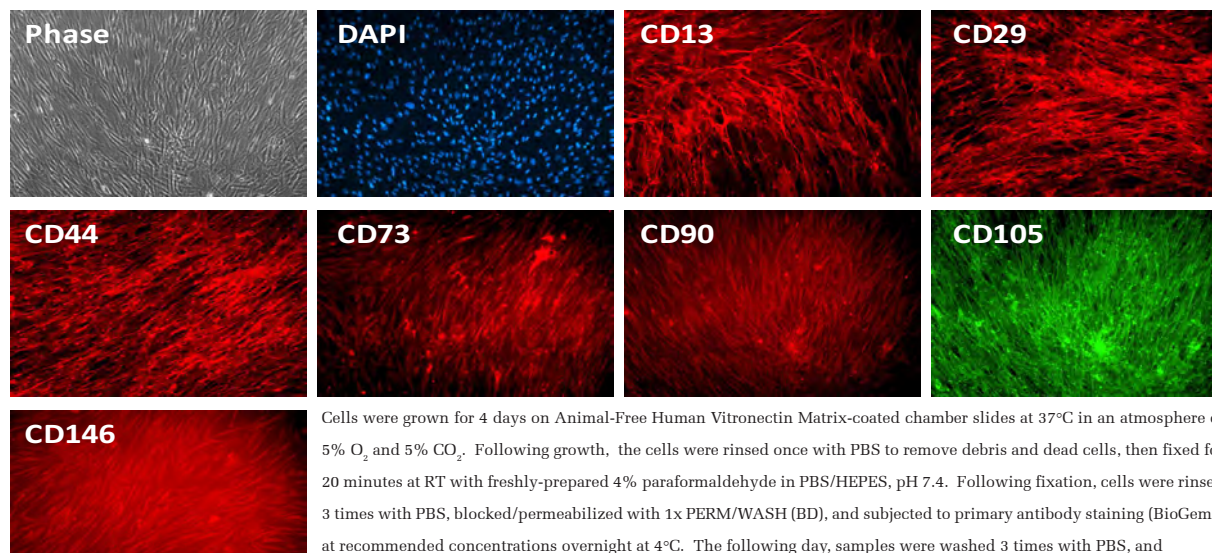 Phase
DAPI
CD13
CD29
CD44
CD73
CD90
CD105
CD146
Cells were grown for 4 days on Animal-Free Human Vitronectin Matrix-coated chamber slides at 37°C in an atmosphere
5% O₂ and 5% CO₂. Following growth, the cells were rinsed once with PBS to remove debris and dead cells, then fixed
20 minutes at RT with freshly-prepared 4% paraformaldehyde in PBS/HEPES, pH 7.4. Following fixation, cells were
3 times with PBS, blocked/permeabilized with 1x PERM/WASH (BD), and subjected to primary antibody staining
at recommended concentrations overnight at 4°C. The following day, samples were washed 3 times with PBS, and